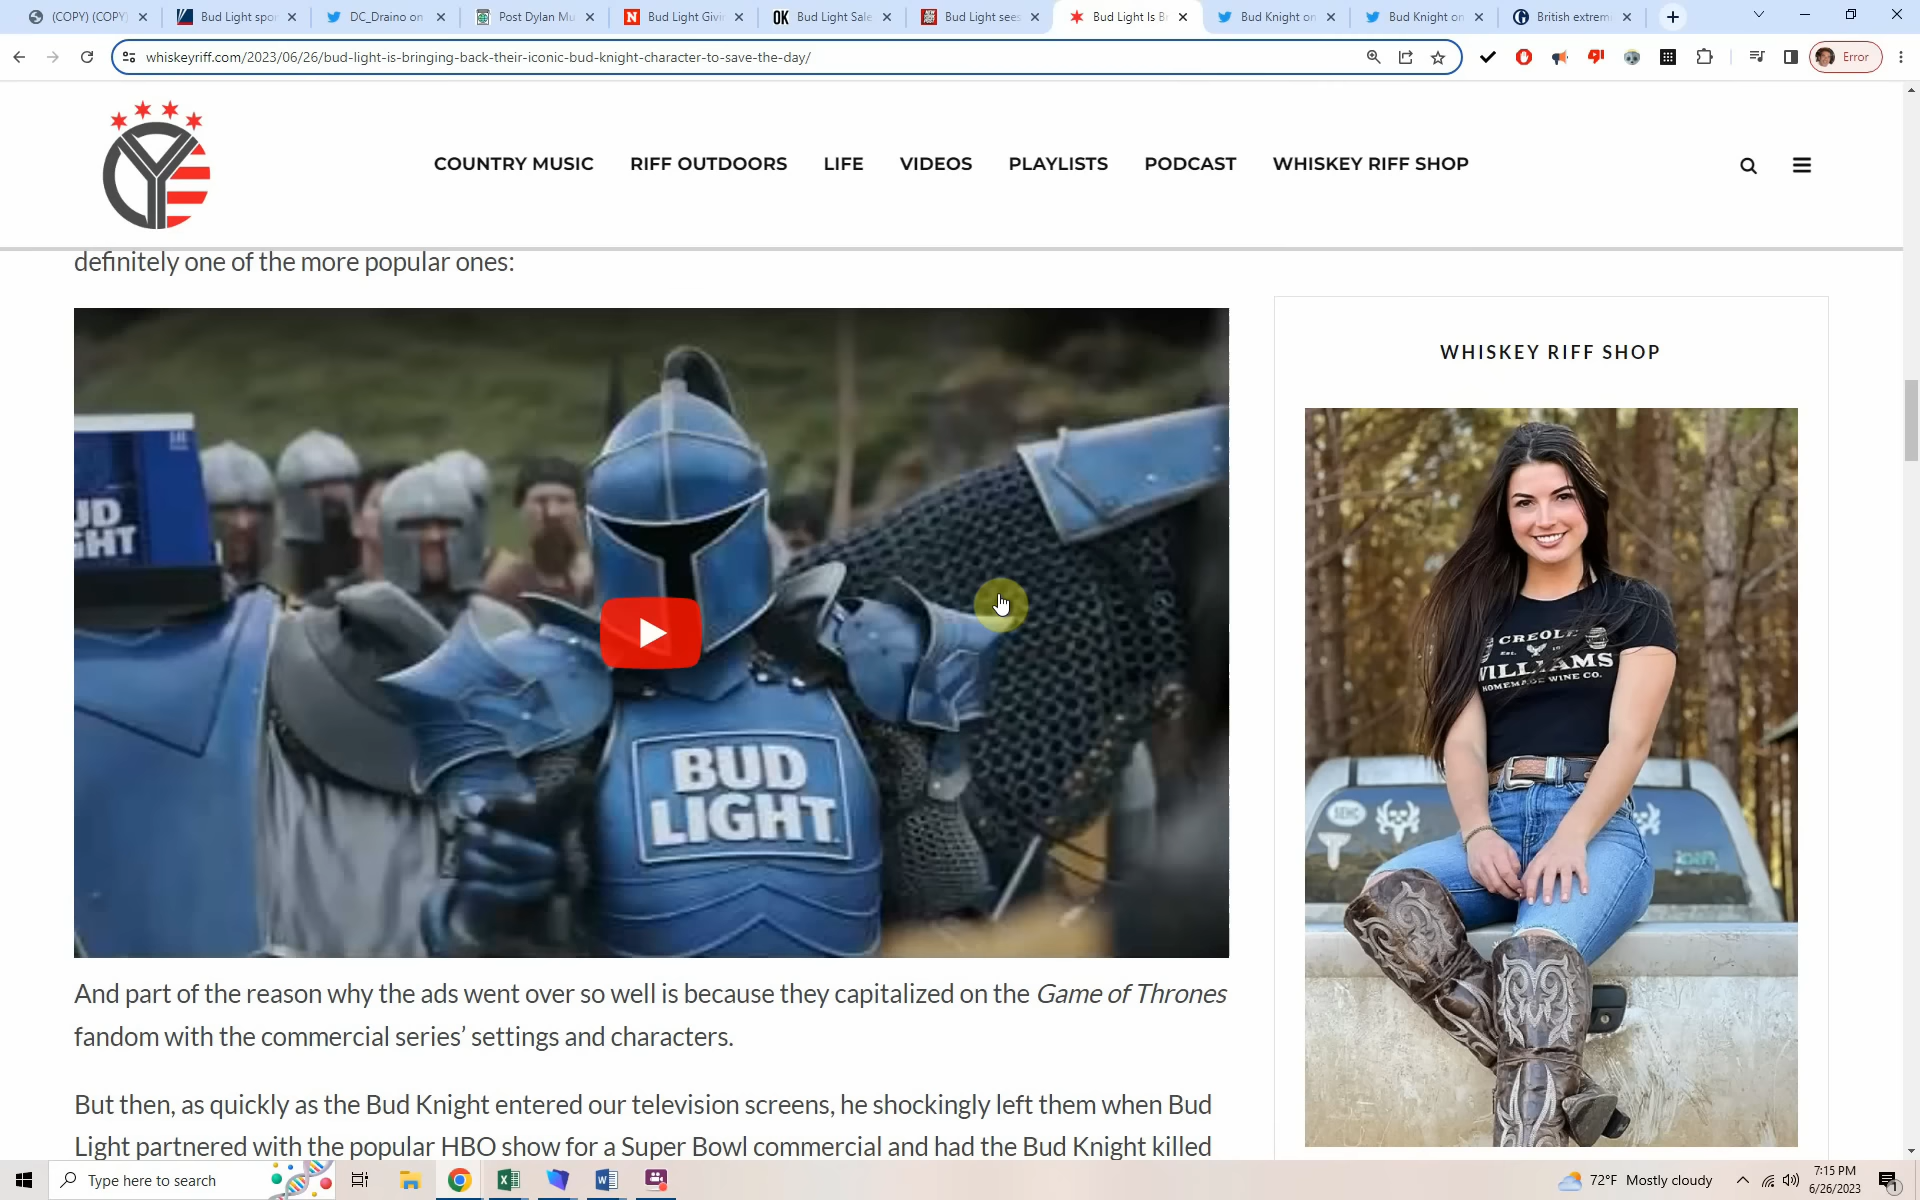 (COPY) (COPY)
Bud Light spo
DC_Draino on
Post Dylan Mu
Bud Light Givi
OK
Bud Light Sale
Bud Light sees
Bud Light Is Br
Bud Knight on
Bud Knight on
British extrem
whiskeyriff.com/2023/06/26/bud-light-is-bringing-back-their-iconic-bud-knight-character-to-save-the-day/
Error
COUNTRY MUSIC RIFF OUTDOORS LIFE VIDEOS PLAYLISTS PODCAST WHISKEY RIFF SHOP
definitely one of the more popular ones:
WHISKEY RIFF SHOP
UD
GHT
BUD
LIGHT
CREOLE
Est.
WILLIAMS
HOMEMADE WINE CO.
And part of the reason why the ads went over so well is because they capitalized on the Game of Thrones
fandom with the commercial series’ settings and characters.
But then, as quickly as the Bud Knight entered our television screens, he shockingly left them when Bud
Light partnered with the popular HBO show for a Super Bowl commercial and had the Bud Knight killed
Type here to search
72°F Mostly cloudy
7:15 PM
6/26/2023
1